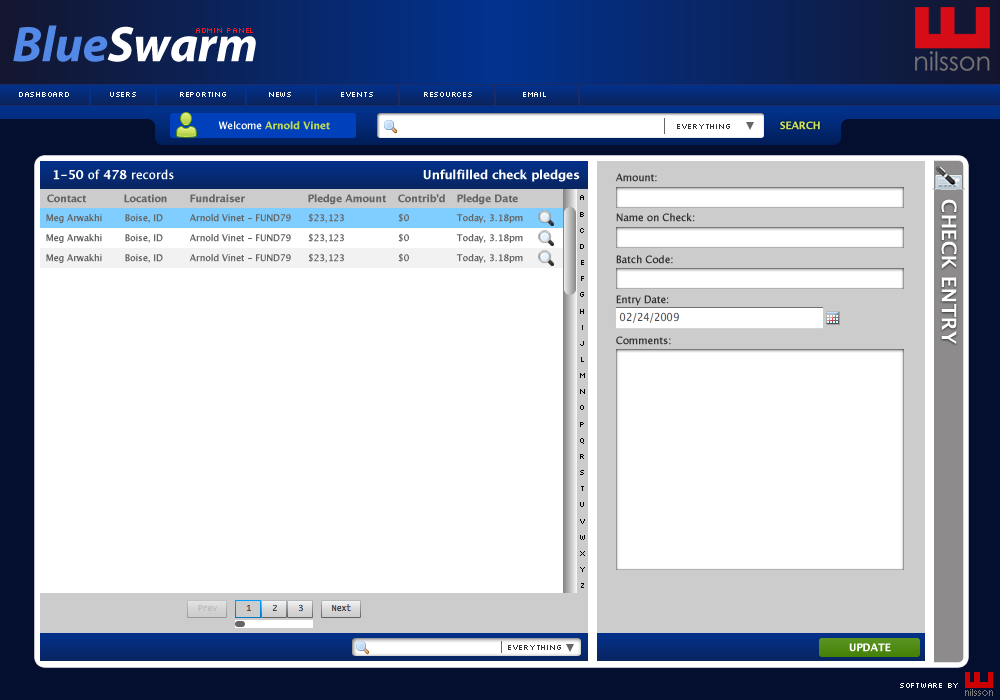 ADMIN PANEL
BlueSwarm
nilsson
DASHBOARD USERS REPORTING NEWS EVENTS RESOURCES EMAIL
Welcome Arnold Vinet
EVERYTHING
SEARCH
1-50 of 478 records
Unfulfilled check pledges
Contact Location Fundraiser Pledge Amount Contrib'd Pledge Date
Meg Arwakhi Boise, ID Arnold Vinet - FUND79 $23,123 $0 Today, 3.18pm
Meg Arwakhi Boise, ID Arnold Vinet - FUND79 $23,123 $0 Today, 3.18pm
Meg Arwakhi Boise, ID Arnold Vinet - FUND79 $23,123 $0 Today, 3.18pm
A
B
C
D
E
F
G
H
I
J
L
M
N
O
P
Q
R
S
T
U
V
W
X
Y
Z
Prev 1 2 3 Next
EVERYTHING
Amount:
Name on Check:
Batch Code:
Entry Date:
02/24/2009
Comments:
UPDATE
CHECK ENTRY
SOFTWARE BY nilsson